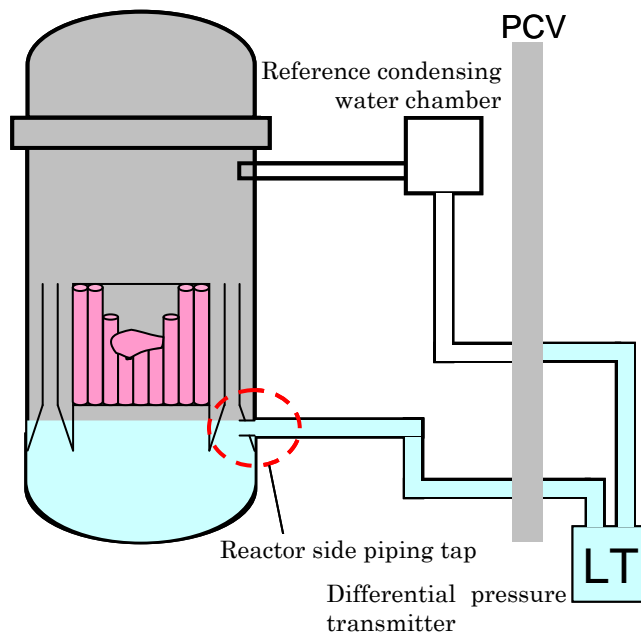 PCV
Reference condensing
water chamber
Reactor side piping tap
LT
Differential pressure
transmitter